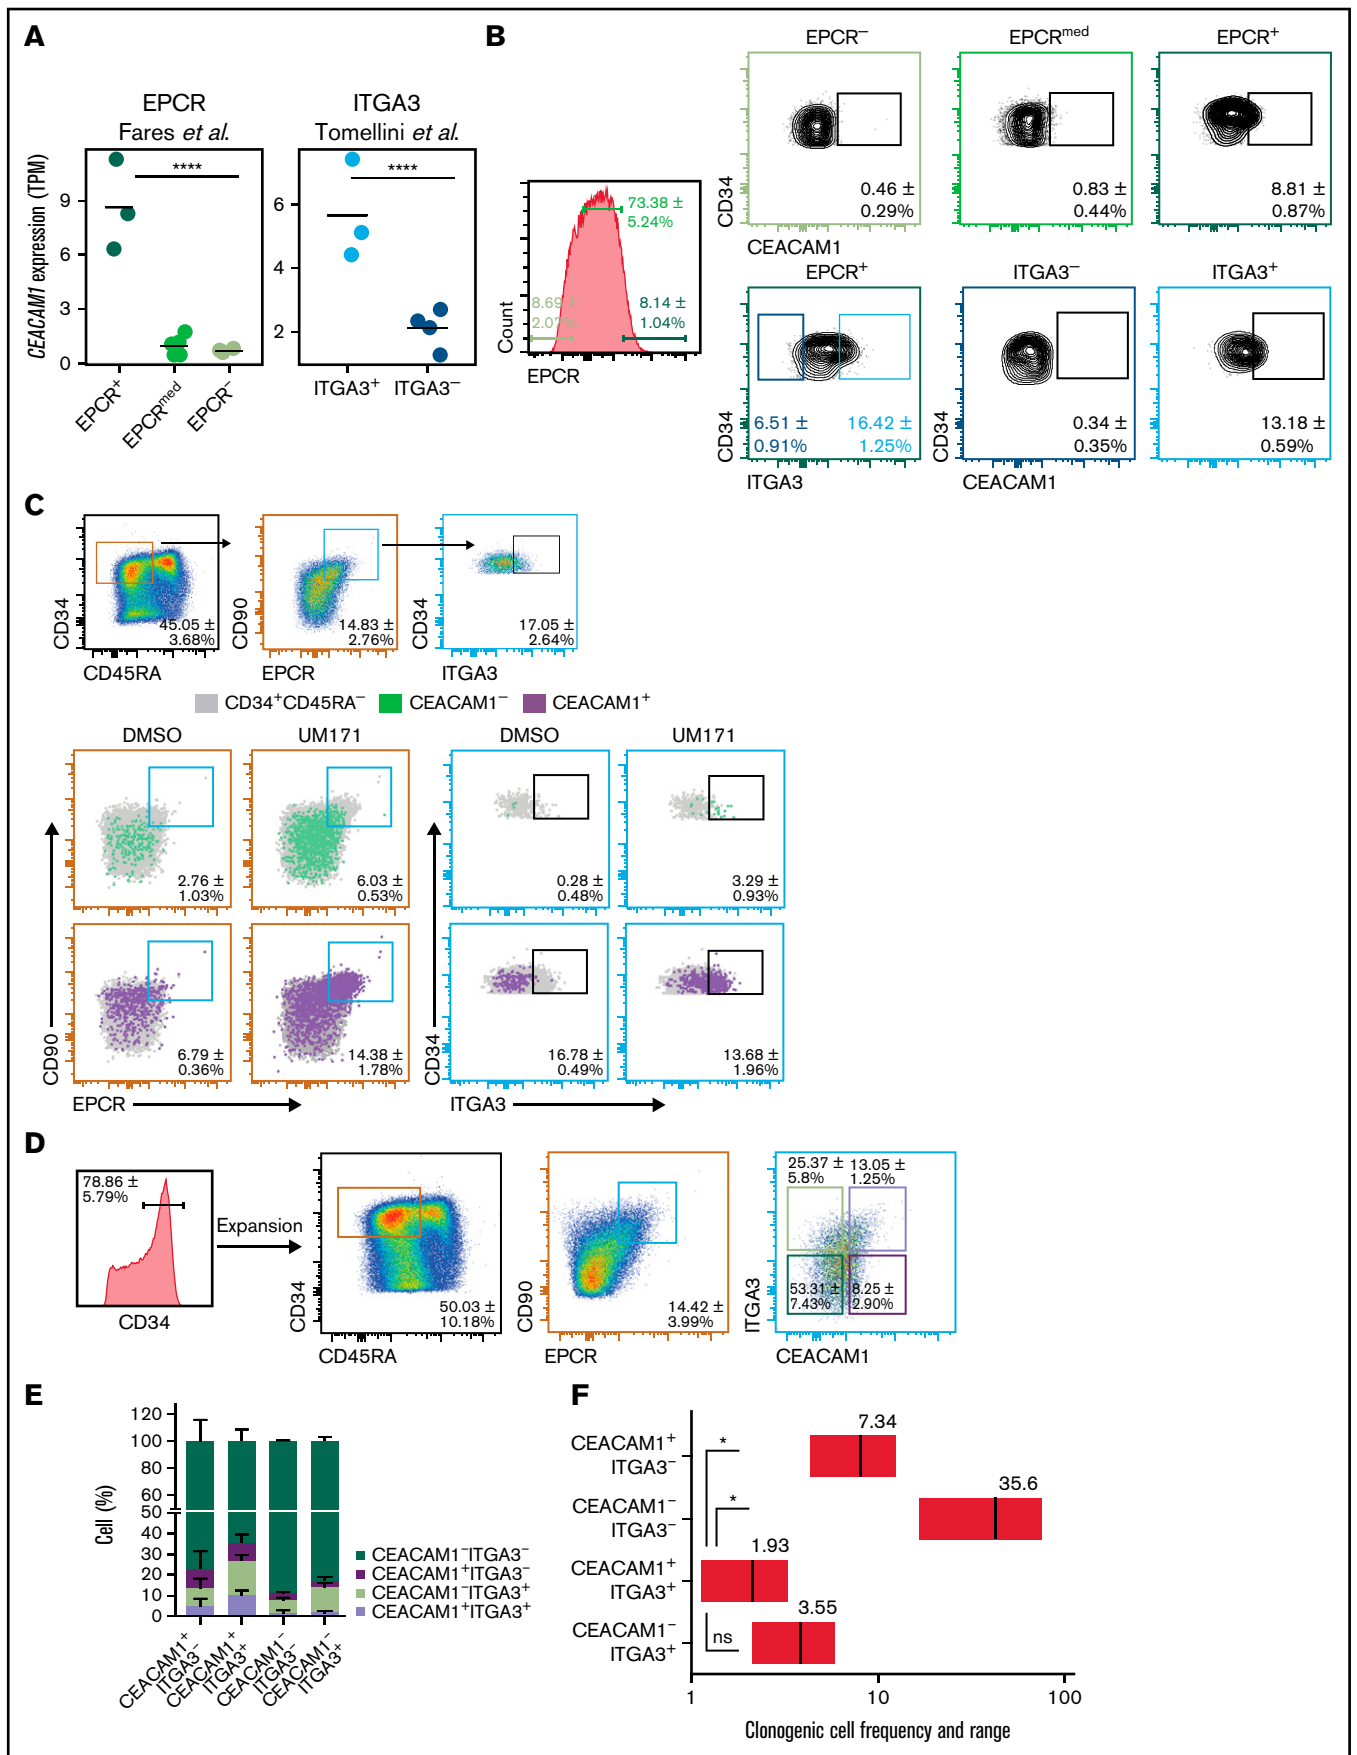 A
EPCR
Fares et al.
CEACAM1 expression (TPM)
9
6
3
0
****
EPCR+
EPCRmed
EPCR−
ITGA3
Tomellini et al.
6
4
2
****
ITGA3+
ITGA3−
B
Count
EPCR
73.38 ±
5.24%
8.69 ±
2.07%
8.14 ±
1.04%
EPCR−
CD34
0.46 ±
0.29%
CEACAM1
EPCRmed
0.83 ±
0.44%
EPCR+
8.81 ±
0.87%
EPCR+
CD34
6.51 ±
0.91%
16.42 ±
1.25%
ITGA3
ITGA3−
CD34
0.34 ±
0.35%
CEACAM1
ITGA3+
13.18 ±
0.59%
C
CD34
45.05 ±
3.68%
CD45RA
CD90
14.83 ±
2.76%
EPCR
CD34
17.05 ±
2.64%
ITGA3
CD34+CD45RA−
CEACAM1−
CEACAM1+
DMSO
UM171
DMSO
UM171
2.76 ±
1.03%
6.03 ±
0.53%
0.28 ±
0.48%
3.29 ±
0.93%
CD90
6.79 ±
0.36%
14.38 ±
1.78%
CD34
16.78 ±
0.49%
13.68 ±
1.96%
EPCR
ITGA3
D
78.86 ±
5.79%
CD34
Expansion
CD34
50.03 ±
10.18%
CD45RA
CD90
14.42 ±
3.99%
EPCR
ITGA3
25.37 ±
5.8%
13.05 ±
1.25%
53.31 ±
7.43%
8.25 ±
2.90%
CEACAM1
E
Cell (%)
120
100
80
60
50
40
30
20
10
0
CEACAM1+
ITGA3−
CEACAM1+
ITGA3+
CEACAM1−
ITGA3−
CEACAM1−
ITGA3+
CEACAM1−ITGA3−
CEACAM1+ITGA3−
CEACAM1−ITGA3+
CEACAM1+ITGA3+
F
CEACAM1+
ITGA3−
CEACAM1−
ITGA3−
CEACAM1+
ITGA3+
CEACAM1−
ITGA3+
*
*
ns
7.34
35.6
1.93
3.55
1
10
100
Clonogenic cell frequency and range